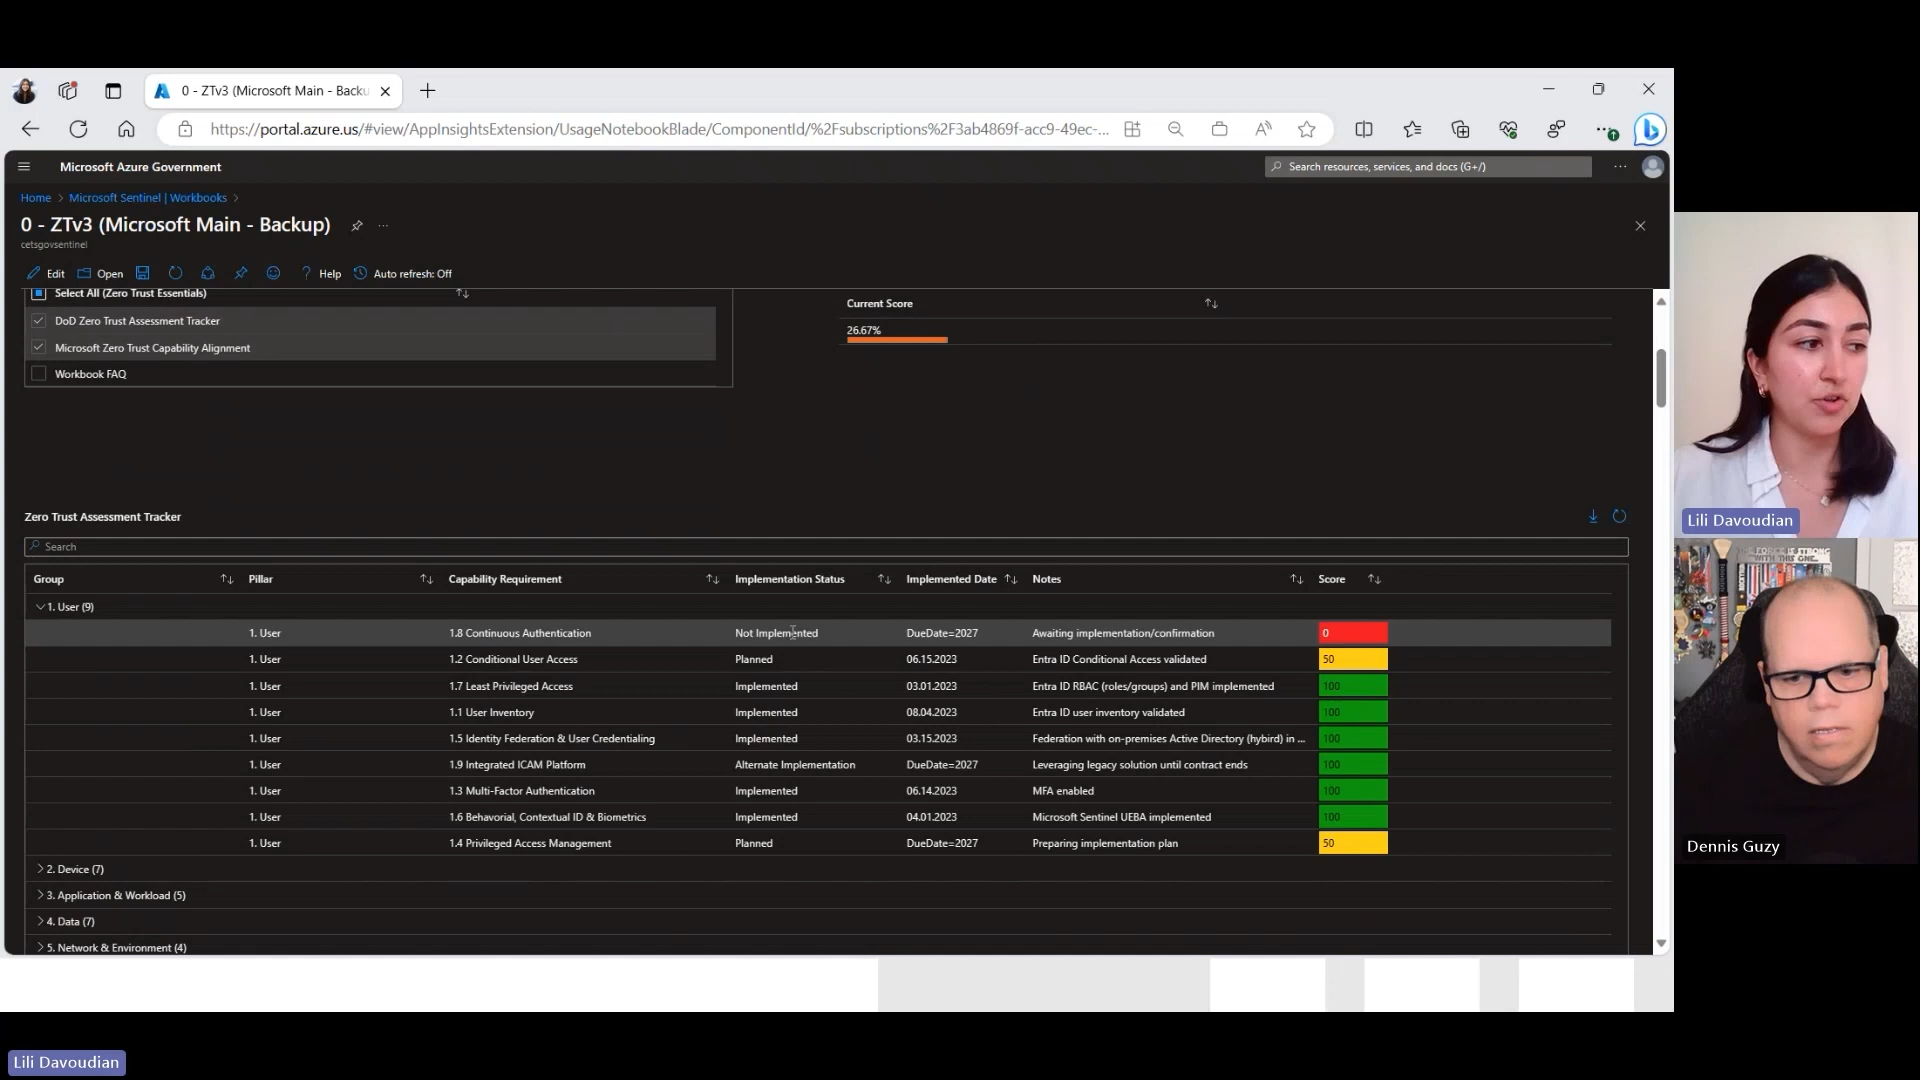 0 - ZTv3 (Microsoft Main - Backu
https://portal.azure.us/#view/AppInsightsExtension/UsageNotebookBlade/ComponentId/%2Fsubscriptions%2F3ab4869f-acc9-49ec-...
Microsoft Azure Government
Search resources, services, and docs (G+/)
Home > Microsoft Sentinel | Workbooks >
0 - ZTv3 (Microsoft Main - Backup)
cetsgovsentinel
Edit Open Help Auto refresh: Off
Select All (Zero Trust Essentials)
DoD Zero Trust Assessment Tracker
Microsoft Zero Trust Capability Alignment
Workbook FAQ
Current Score
26.67%
Zero Trust Assessment Tracker
Search
Group Pillar Capability Requirement Implementation Status Implemented Date Notes Score
1. User (9)
1. User 1.8 Continuous Authentication Not Implemented DueDate=2027 Awaiting implementation/confirmation 0
1. User 1.2 Conditional User Access Planned 06.15.2023 Entra ID Conditional Access validated 50
1. User 1.7 Least Privileged Access Implemented 03.01.2023 Entra ID RBAC (roles/groups) and PIM implemented 100
1. User 1.1 User Inventory Implemented 08.04.2023 Entra ID user inventory validated 100
1. User 1.5 Identity Federation & User Credentialing Implemented 03.15.2023 Federation with on-premises Active Directory (hybird) in ... 100
1. User 1.9 Integrated ICAM Platform Alternate Implementation DueDate=2027 Leveraging legacy solution until contract ends 100
1. User 1.3 Multi-Factor Authentication Implemented 06.14.2023 MFA enabled 100
1. User 1.6 Behavorial, Contextual ID & Biometrics Implemented 04.01.2023 Microsoft Sentinel UEBA implemented 100
1. User 1.4 Privileged Access Management Planned DueDate=2027 Preparing implementation plan 50
2. Device (7)
3. Application & Workload (5)
4. Data (7)
5. Network & Environment (4)
Lili Davoudian
THE FORCE IS STRONG
WITH THIS ONE
Dennis Guzy
Lili Davoudian